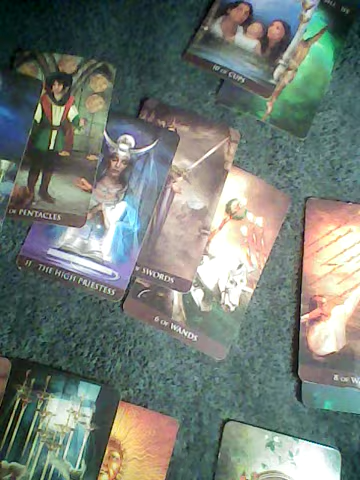 10 OF CUPS
OF PENTACLES
II THE HIGH PRIESTESS
SWORDS
6 OF WANDS
8 OF